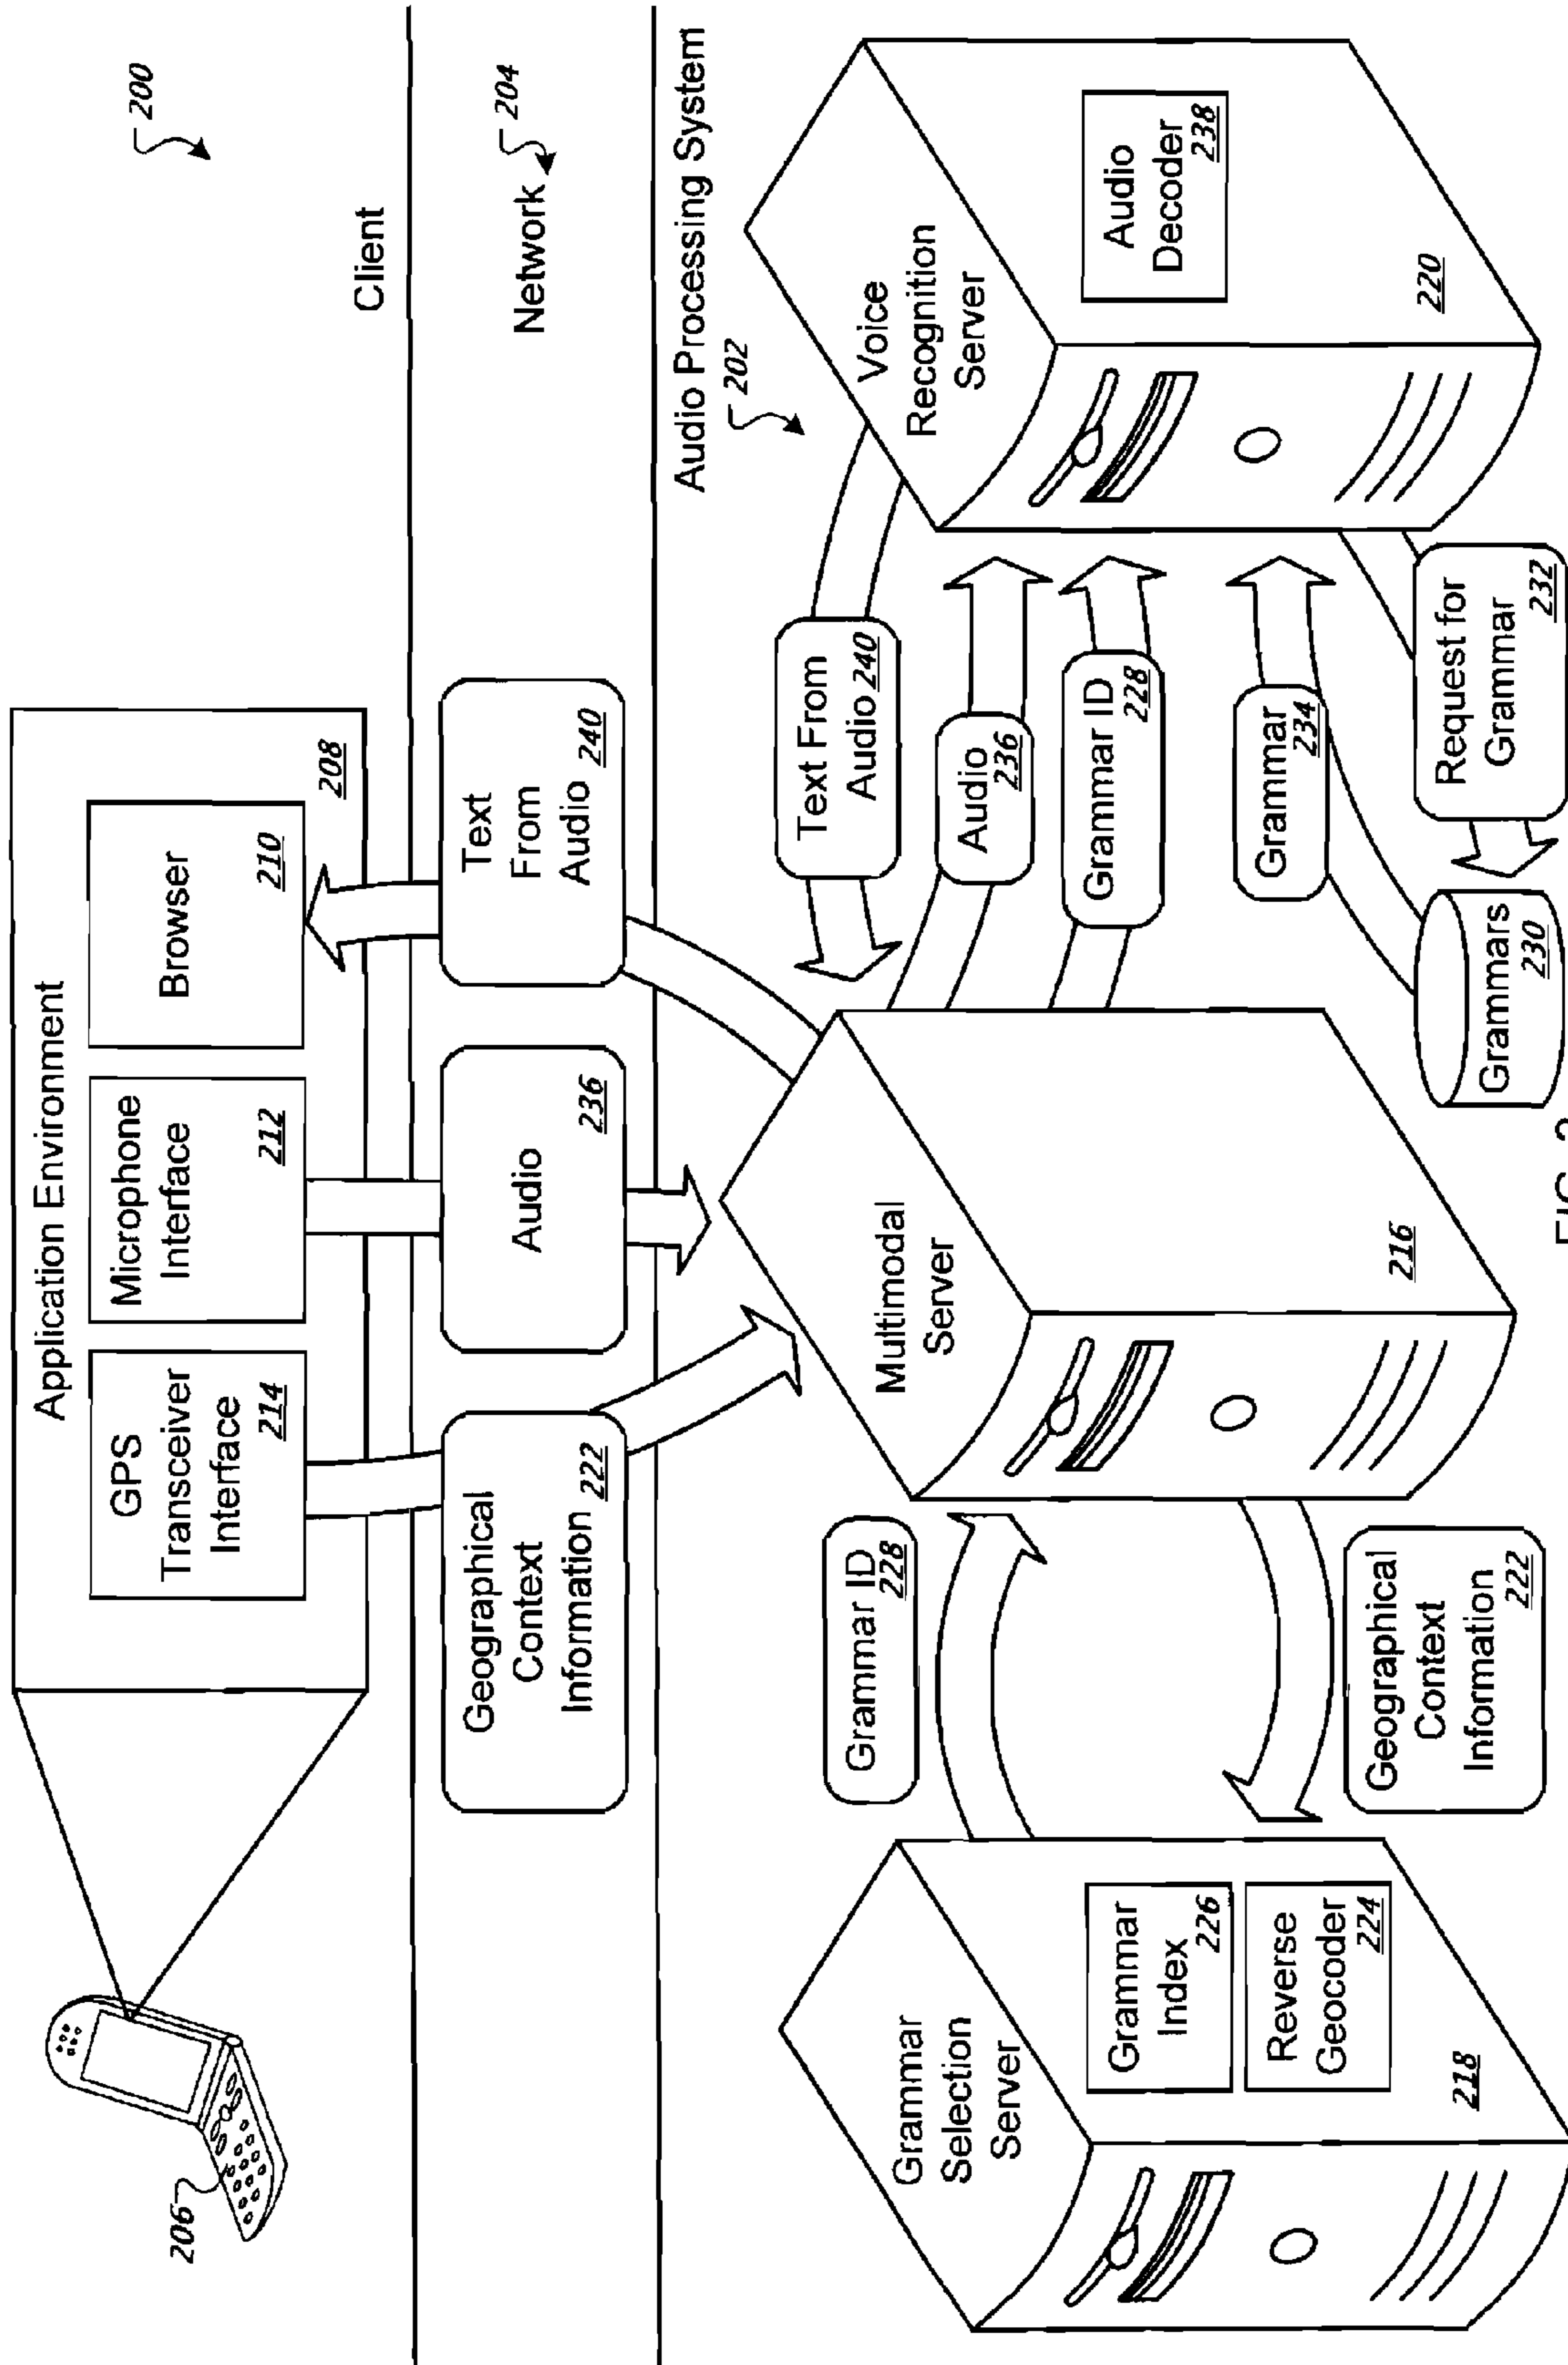 200
Client
206
Application Environment
GPS
Transceiver
Interface
214
Microphone
Interface
212
Browser
210
208
Network
204
Geographical
Context
Information
222
Audio
236
Text
From
Audio
240
Audio Processing System
202
Grammar
Selection
Server
Grammar
Index
226
Reverse
Geocoder
224
218
Grammar ID
228
Geographical
Context
Information
222
Multimodal
Server
216
Text From
Audio 240
Audio
236
Grammar ID
228
Grammar
234
Request for
Grammar
232
Grammars
230
Voice
Recognition
Server
Audio
Decoder
238
220
FIG. 2